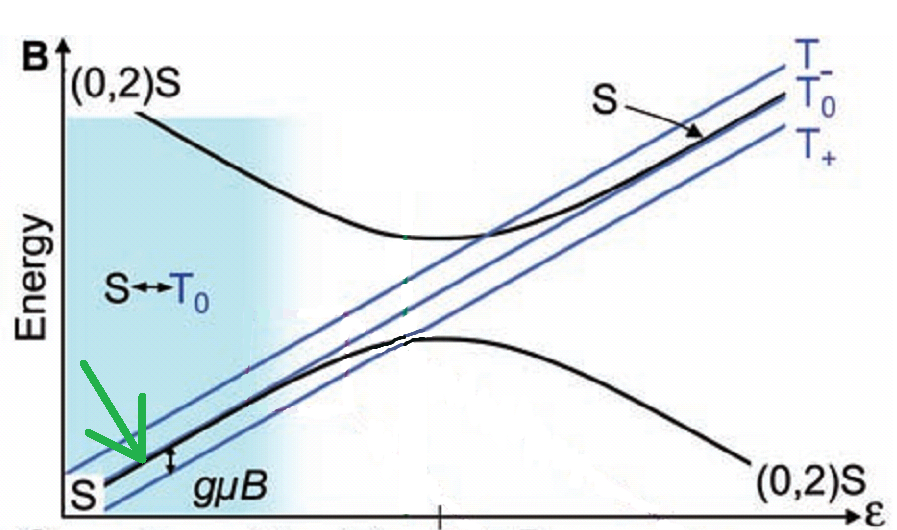 B
(0,2)S
T₋
T₀
S
T₊
Energy
S↔T₀
S
gμB
(0,2)S
ε